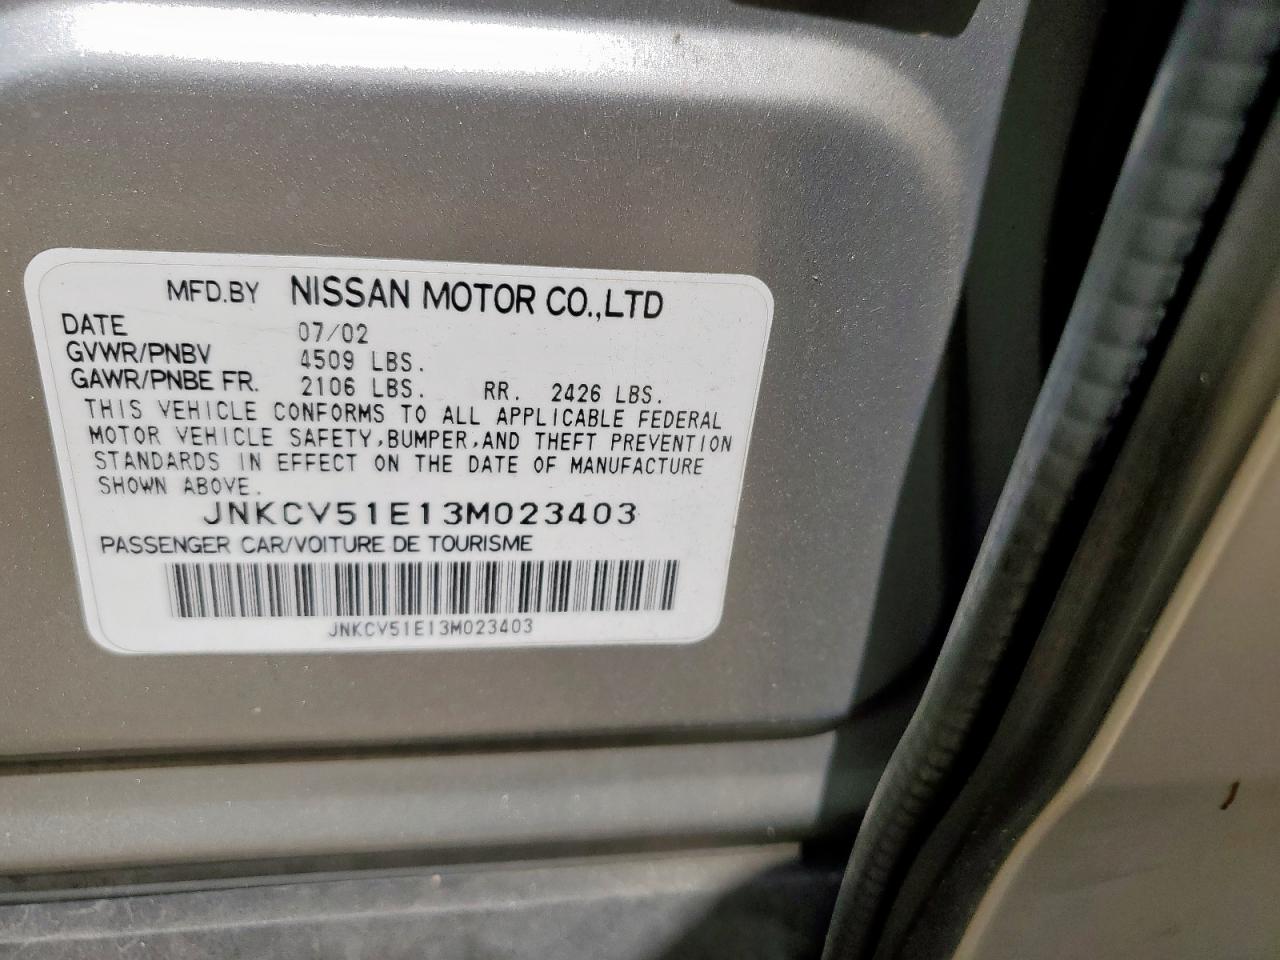 MFD.BY NISSAN MOTOR CO.,LTD
DATE 07/02
GVWR/PNBV 4509 LBS.
GAWR/PNBE FR. 2106 LBS. RR. 2426 LBS.
THIS VEHICLE CONFORMS TO ALL APPLICABLE FEDERAL
MOTOR VEHICLE SAFETY,BUMPER,AND THEFT PREVENTION
STANDARDS IN EFFECT ON THE DATE OF MANUFACTURE
SHOWN ABOVE.
JNKCV51E13M023403
PASSENGER CAR/VOITURE DE TOURISME
JNKCV51E13M023403